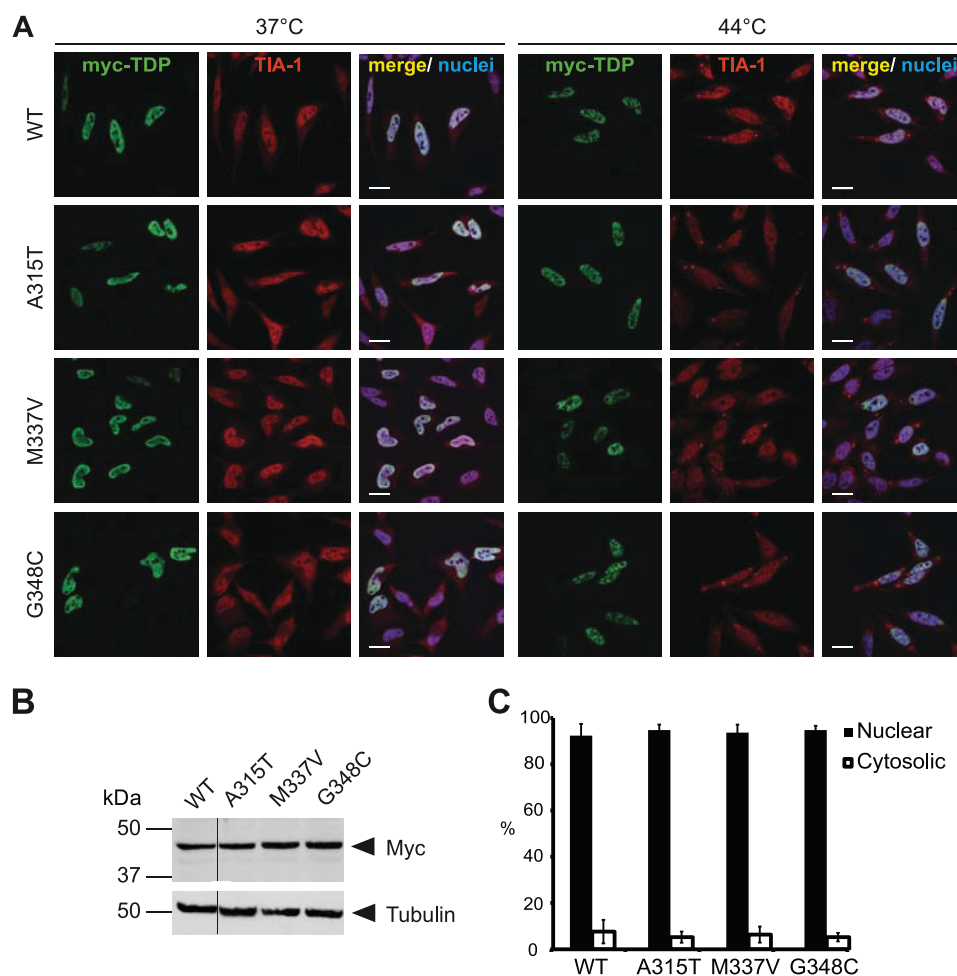 A
37°C
44°C
myc-TDP
TIA-1
merge/ nuclei
myc-TDP
TIA-1
merge/ nuclei
WT
A315T
M337V
G348C
B
kDa
WT
A315T
M337V
G348C
50
37
50
Myc
Tubulin
C
100
80
60
%
40
20
0
Nuclear
Cytosolic
WT
A315T
M337V
G348C